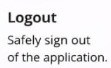 Logout
Safely sign out
of the application.